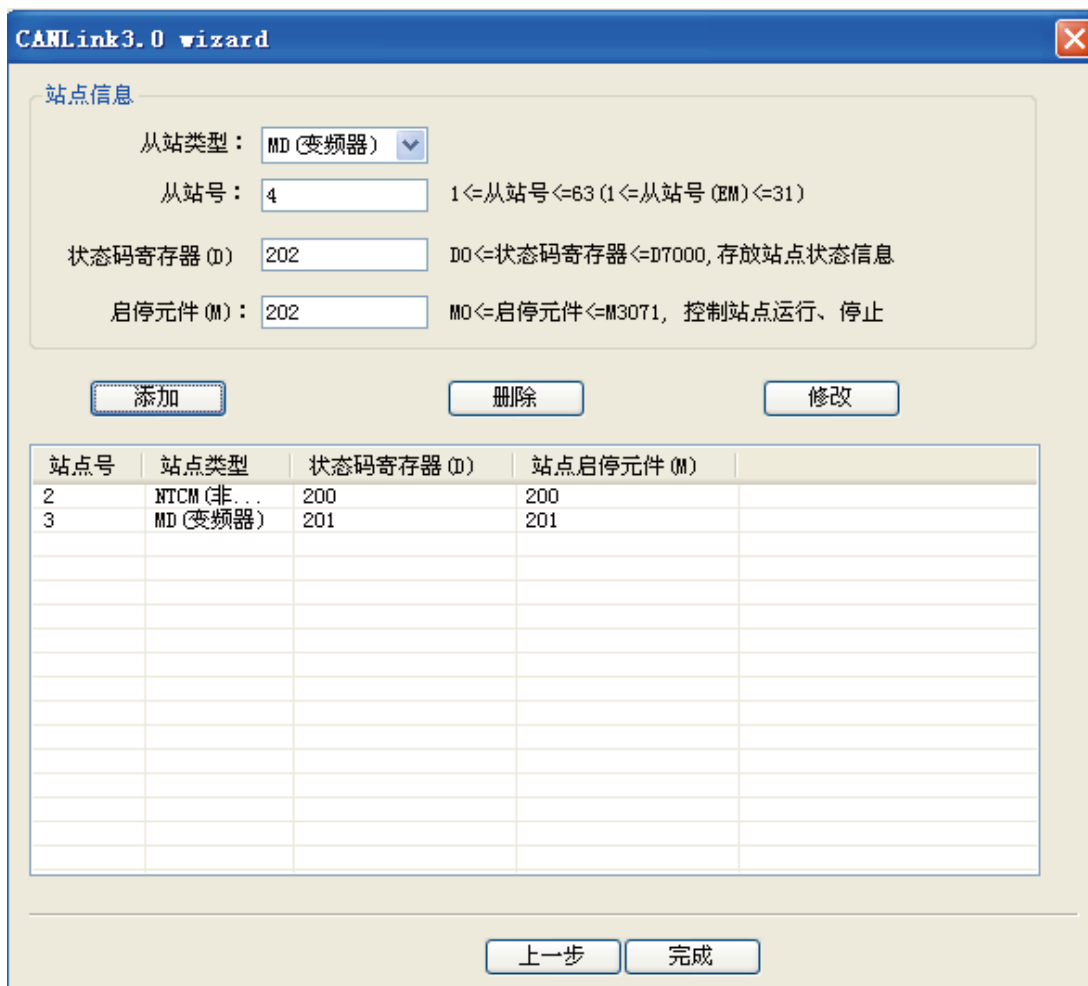 CANLink3.0 wizard
站点信息
从站类型： MD(变频器)
从站号： 4 1<=从站号<=63(1<=从站号(EM)<=31)
状态码寄存器(D) 202 D0<=状态码寄存器<=D7000,存放站点状态信息
启停元件(M)： 202 M0<=启停元件<=M3071, 控制站点运行、停止
添加 删除 修改
站点号 站点类型 状态码寄存器(D) 站点启停元件(M)
2 NTCM(非... 200 200
3 MD(变频器) 201 201
上一步 完成